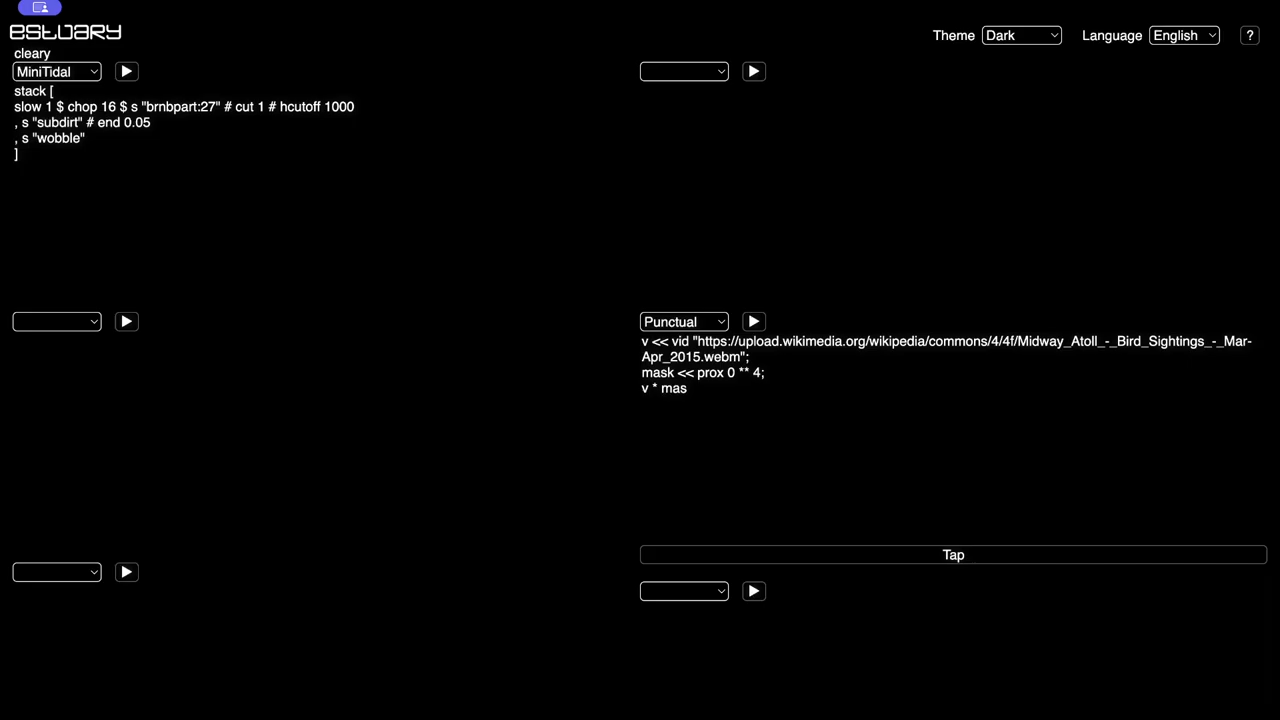 estuary
Theme Dark Language English ?
cleary
MiniTidal
stack [
slow 1 $ chop 16 $ s "brnbpart:27" # cut 1 # hcutoff 1000
, s "subdirt" # end 0.05
, s "wobble"
]
Punctual
v << vid "https://upload.wikimedia.org/wikipedia/commons/4/4f/Midway_Atoll_-_Bird_Sightings_-_Mar-
Apr_2015.webm";
mask << prox 0 ** 4;
v * mas
Tap